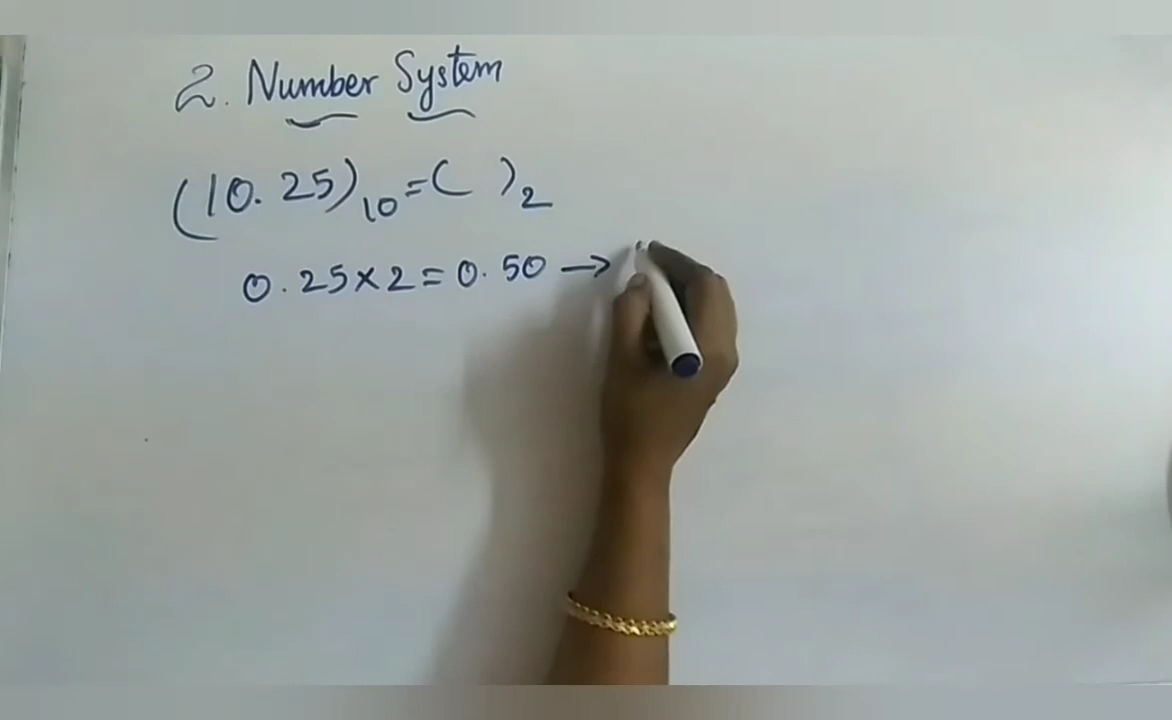 2. Number System
(10.25)₁₀ = ( )₂
0.25×2=0.50 →